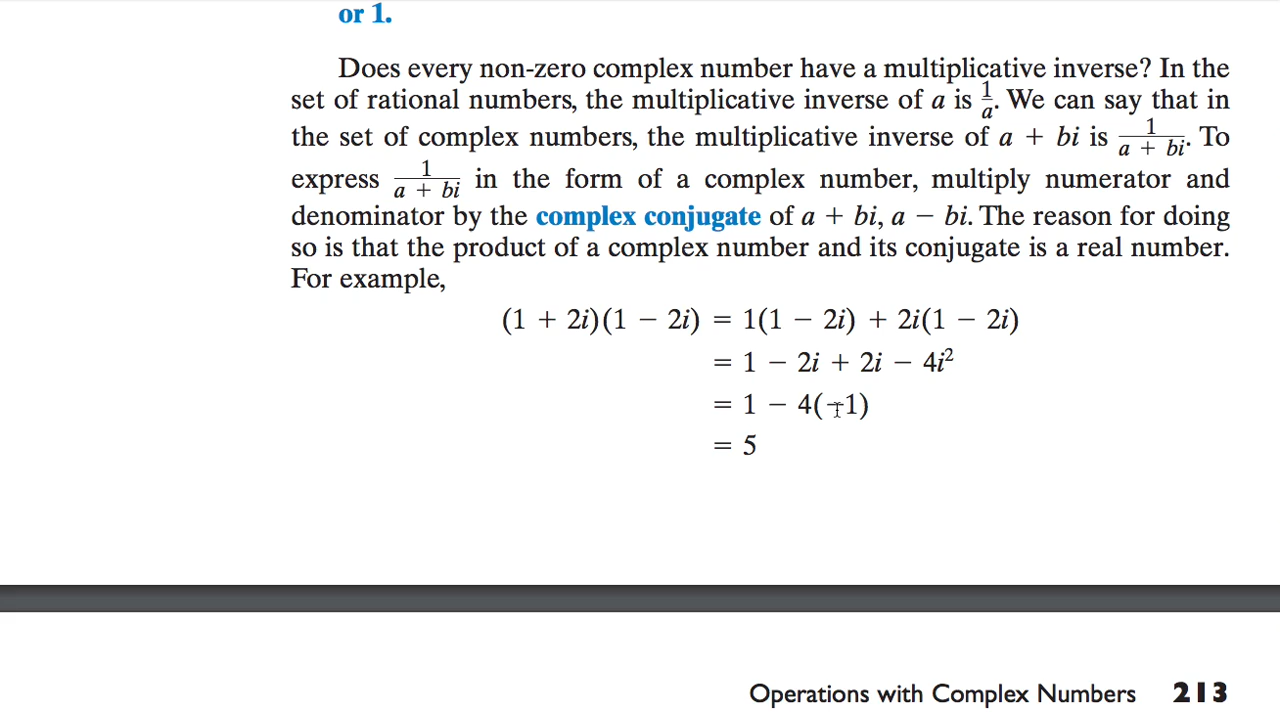 or 1.
Does every non-zero complex number have a multiplicative inverse? In the
set of rational numbers, the multiplicative inverse of a is 1/a. We can say that in
the set of complex numbers, the multiplicative inverse of a + bi is 1/(a + bi). To
express 1/(a + bi) in the form of a complex number, multiply numerator and
denominator by the complex conjugate of a + bi, a − bi. The reason for doing
so is that the product of a complex number and its conjugate is a real number.
For example,
(1 + 2i)(1 − 2i) = 1(1 − 2i) + 2i(1 − 2i)
= 1 − 2i + 2i − 4i²
= 1 − 4(−1)
= 5
Operations with Complex Numbers 213